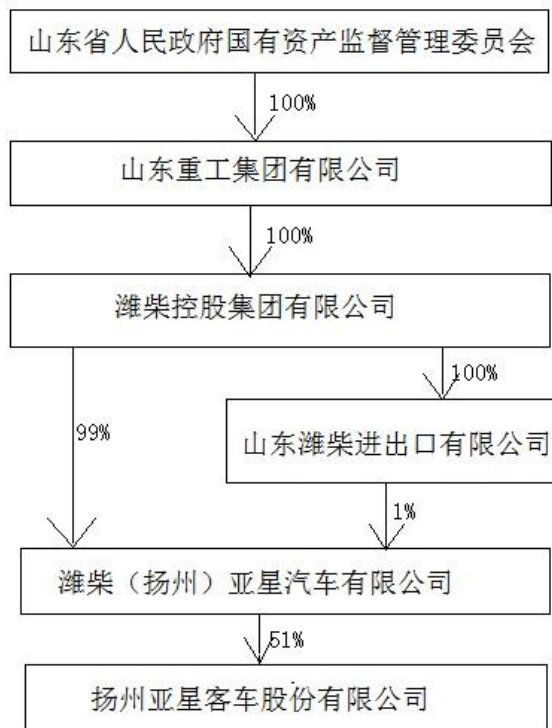 山东省人民政府国有资产监督管理委员会
100%
山东重工集团有限公司
100%
潍柴控股集团有限公司
100%
99%
山东潍柴进出口有限公司
1%
潍柴（扬州）亚星汽车有限公司
51%
扬州亚星客车股份有限公司